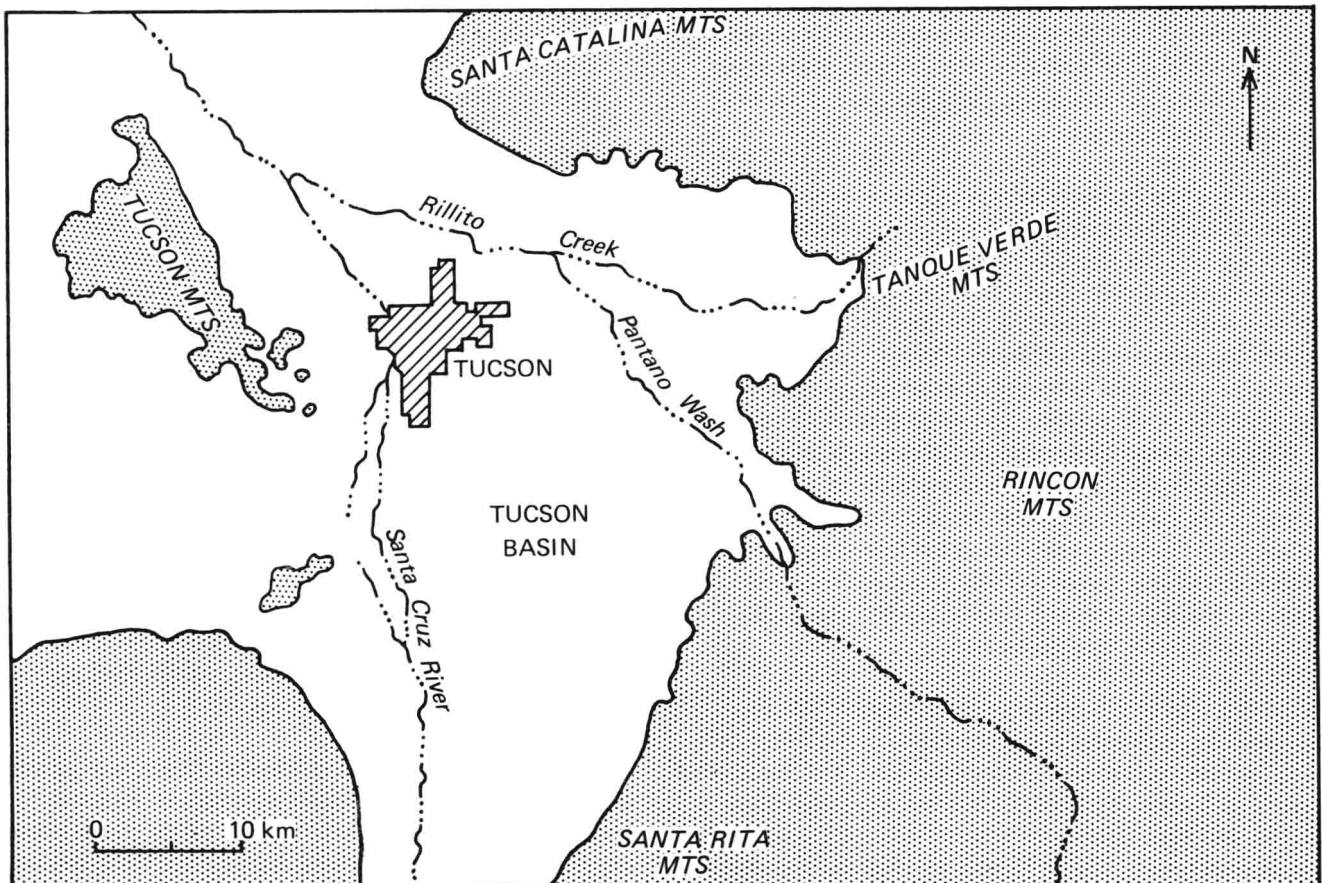 SANTA CATALINA MTS
N
TUCSON MTS
Rillito Creek
TANQUE VERDE
MTS
Pantano Wash
TUCSON
RINCON
MTS
TUCSON
BASIN
Santa Cruz River
0 10 km
SANTA RITA
MTS